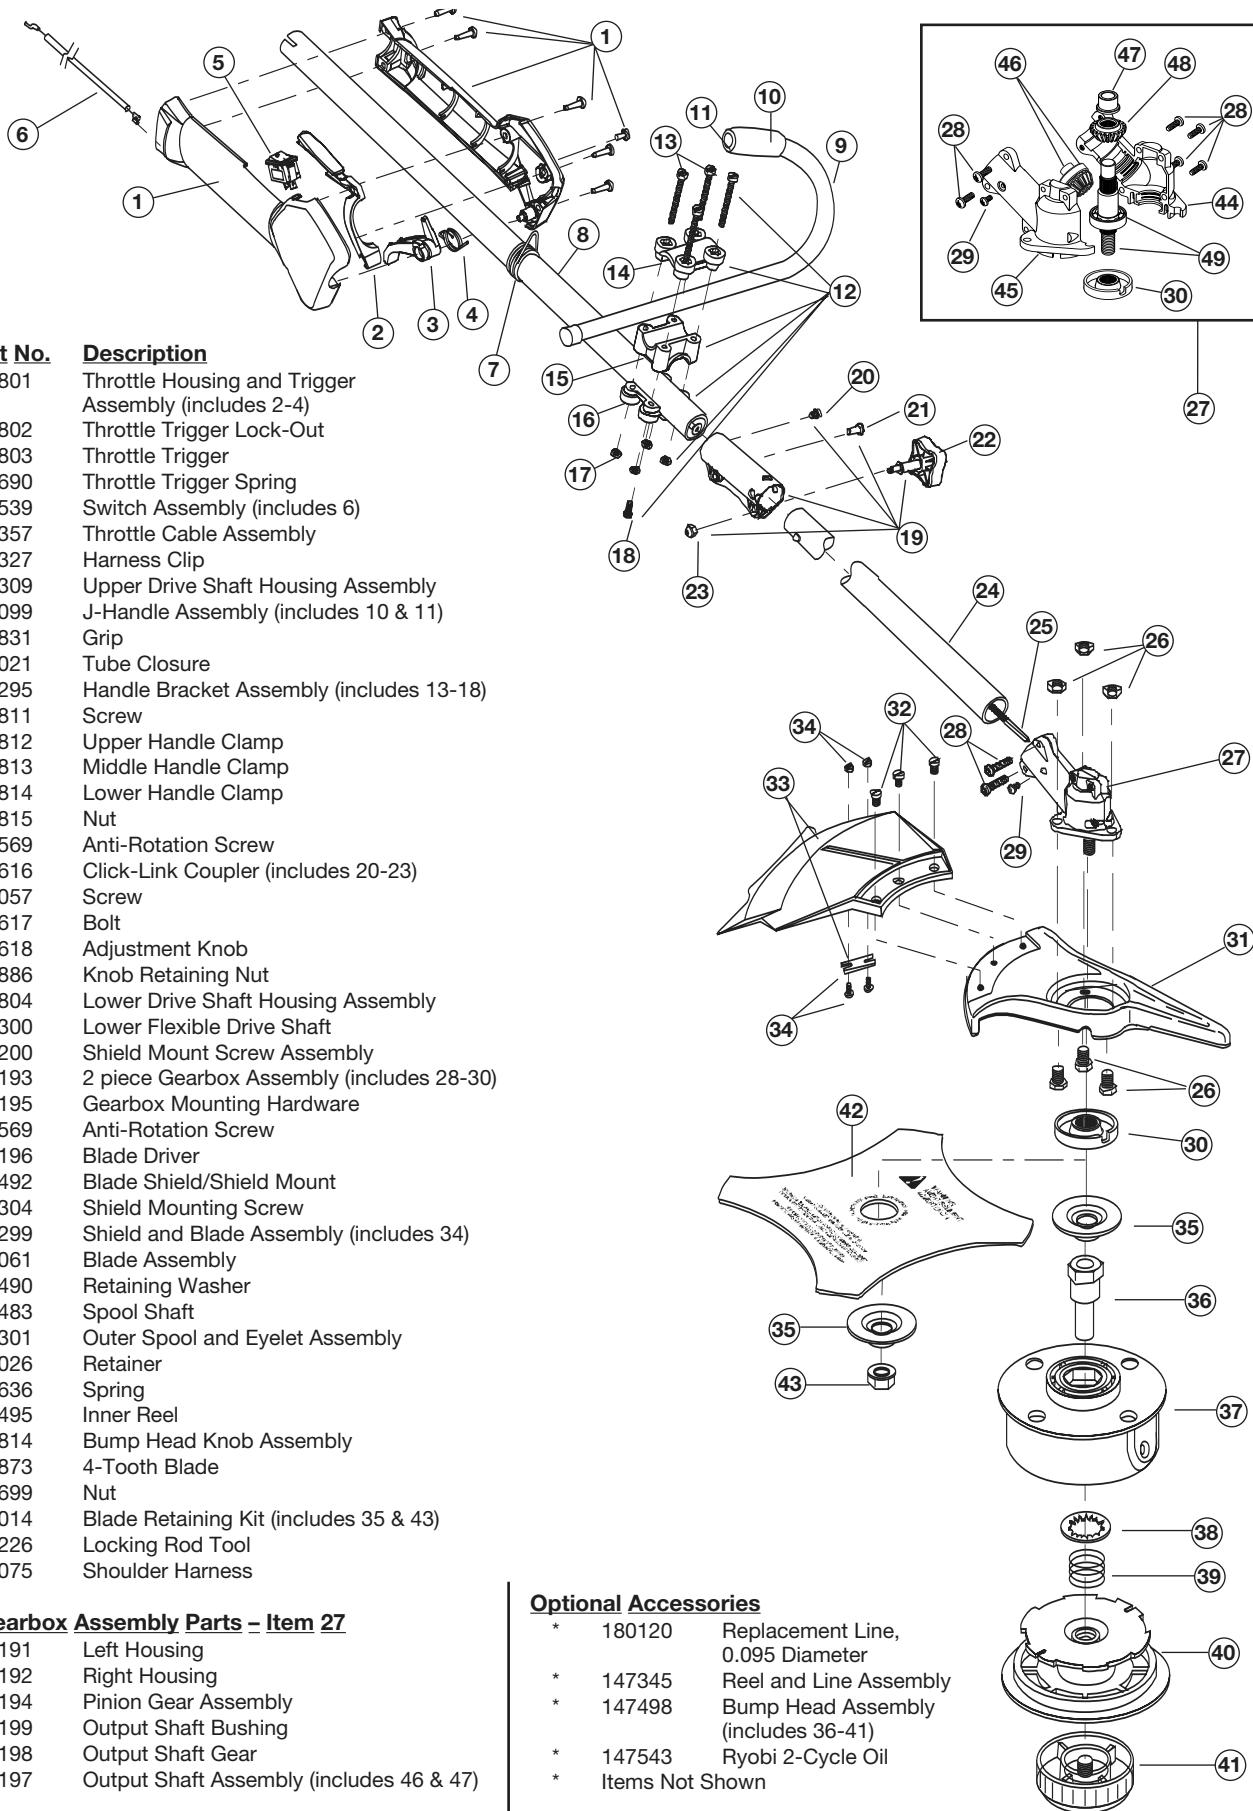 1
5
6
1
11
10
9
13
8
14
12
2
3
4
7
15
16
17
18
20
21
22
19
23
24
25
26
46
47
48
28
28
29
44
49
45
30
27
t No. Description
801 Throttle Housing and Trigger
Assembly (includes 2-4)
802 Throttle Trigger Lock-Out
803 Throttle Trigger
690 Throttle Trigger Spring
539 Switch Assembly (includes 6)
357 Throttle Cable Assembly
327 Harness Clip
309 Upper Drive Shaft Housing Assembly
099 J-Handle Assembly (includes 10 & 11)
831 Grip
021 Tube Closure
295 Handle Bracket Assembly (includes 13-18)
811 Screw
812 Upper Handle Clamp
813 Middle Handle Clamp
814 Lower Handle Clamp
815 Nut
569 Anti-Rotation Screw
616 Click-Link Coupler (includes 20-23)
057 Screw
617 Bolt
618 Adjustment Knob
886 Knob Retaining Nut
804 Lower Drive Shaft Housing Assembly
300 Lower Flexible Drive Shaft
200 Shield Mount Screw Assembly
193 2 piece Gearbox Assembly (includes 28-30)
195 Gearbox Mounting Hardware
569 Anti-Rotation Screw
196 Blade Driver
492 Blade Shield/Shield Mount
304 Shield Mounting Screw
299 Shield and Blade Assembly (includes 34)
061 Blade Assembly
490 Retaining Washer
483 Spool Shaft
301 Outer Spool and Eyelet Assembly
026 Retainer
636 Spring
495 Inner Reel
814 Bump Head Knob Assembly
873 4-Tooth Blade
699 Nut
014 Blade Retaining Kit (includes 35 & 43)
226 Locking Rod Tool
075 Shoulder Harness
34
32
28
27
33
29
31
34
26
42
30
35
36
35
43
37
38
39
40
41
earbox Assembly Parts – Item 27
191 Left Housing
192 Right Housing
194 Pinion Gear Assembly
199 Output Shaft Bushing
198 Output Shaft Gear
197 Output Shaft Assembly (includes 46 & 47)
Optional Accessories
* 180120 Replacement Line,
0.095 Diameter
* 147345 Reel and Line Assembly
* 147498 Bump Head Assembly
(includes 36-41)
* 147543 Ryobi 2-Cycle Oil
* Items Not Shown